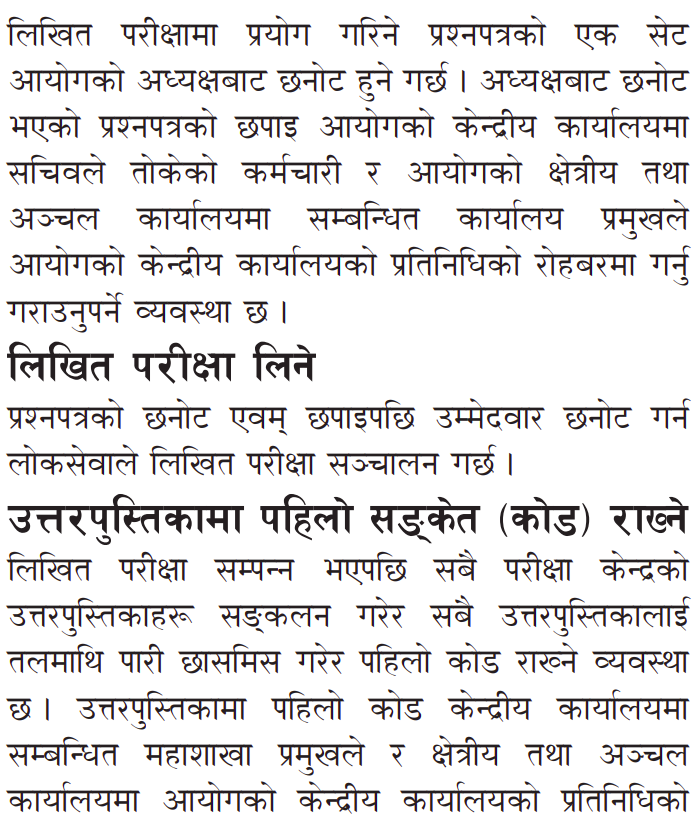 लिखित परीक्षामा प्रयोग गरिने प्रश्नपत्रको एक सेट
आयोगको अध्यक्षबाट छनोट हुने गर्छ । अध्यक्षबाट छनोट
भएको प्रश्नपत्रको छपाइ आयोगको केन्द्रीय कार्यालयमा
सचिवले तोकेको कर्मचारी र आयोगको क्षेत्रीय तथा
अञ्चल कार्यालयमा सम्बन्धित कार्यालय प्रमुखले
आयोगको केन्द्रीय कार्यालयको प्रतिनिधिको रोहबरमा गर्नु
गराउनुपर्ने व्यवस्था छ ।
लिखित परीक्षा लिने
प्रश्नपत्रको छनोट एवम् छपाइपछि उम्मेदवार छनोट गर्न
लोकसेवाले लिखित परीक्षा सञ्चालन गर्छ ।
उत्तरपुस्तिकामा पहिलो सङ्केत (कोड) राख्ने
लिखित परीक्षा सम्पन्न भएपछि सबै परीक्षा केन्द्रको
उत्तरपुस्तिकाहरू सङ्कलन गरेर सबै उत्तरपुस्तिकालाई
तलमाथि पारी छासमिस गरेर पहिलो कोड राख्ने व्यवस्था
छ । उत्तरपुस्तिकामा पहिलो कोड केन्द्रीय कार्यालयमा
सम्बन्धित महाशाखा प्रमुखले र क्षेत्रीय तथा अञ्चल
कार्यालयमा आयोगको केन्द्रीय कार्यालयको प्रतिनिधिको